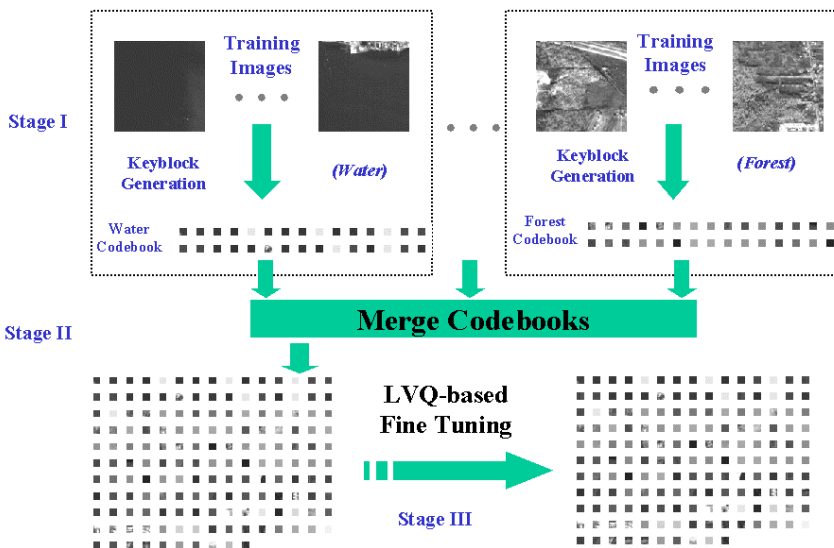 Training
Images
Stage I
Keyblock
Generation
(Water)
Water
Codebook
Training
Images
Keyblock
Generation
(Forest)
Forest
Codebook
Merge Codebooks
Stage II
LVQ-based
Fine Tuning
Stage III